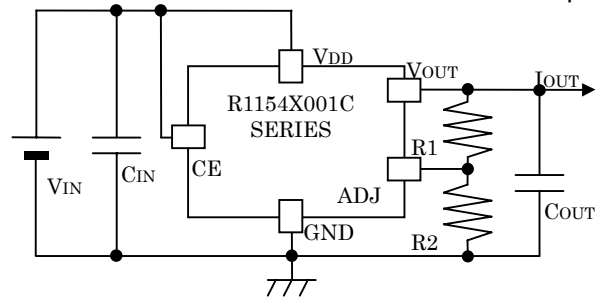 VDD
VOUT
IOUT
R1154X001C
SERIES
R1
CE
CIN
VIN
ADJ
COUT
GND
R2